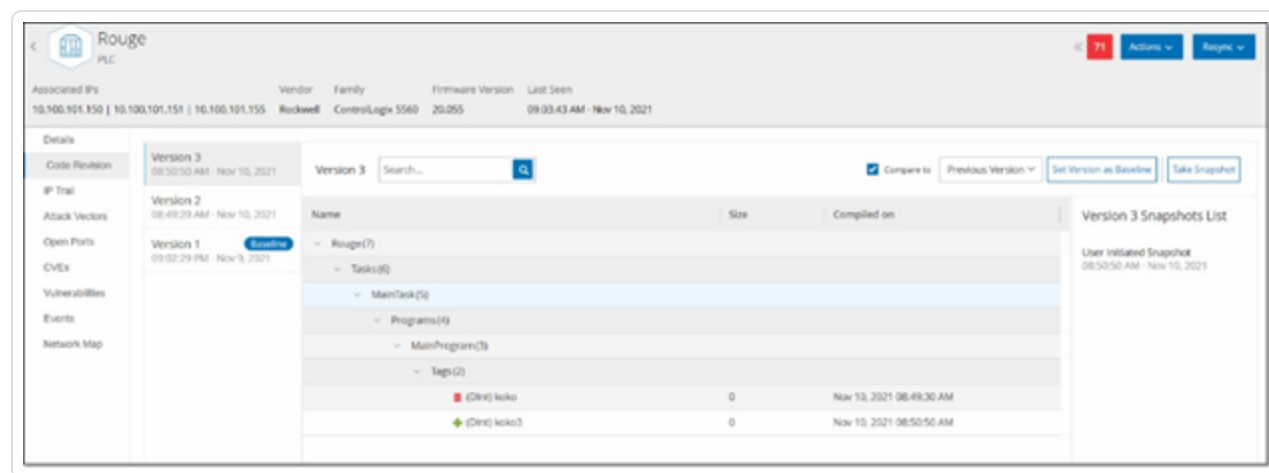 Rouge
PLC
71 Actions Resync
Associated IPs Vendor Family Firmware Version Last Seen
10.100.101.150 | 10.100.101.151 | 10.100.101.155 Rockwell ControlLogix 5560 20.055 09:03:43 AM - Nov 10, 2021
Details
Code Revision
IP Trail
Attack Vectors
Open Ports
CVEs
Vulnerabilities
Events
Network Map
Version 3
08:50:50 AM - Nov 10, 2021
Version 2
08:49:29 AM - Nov 10, 2021
Version 1 Baseline
09:02:29 PM - Nov 9, 2021
Version 3 Search... Compare to Previous Version Set Version as Baseline Take Snapshot
Name Size Compiled on
Rouge(7)
Tasks(6)
MainTask(5)
Programs(4)
MainProgram(3)
Tags(2)
(DInt) koko 0 Nov 10, 2021 08:49:30 AM
(DInt) koko3 0 Nov 10, 2021 08:50:50 AM
Version 3 Snapshots List
User Initiated Snapshot
08:50:50 AM - Nov 10, 2021